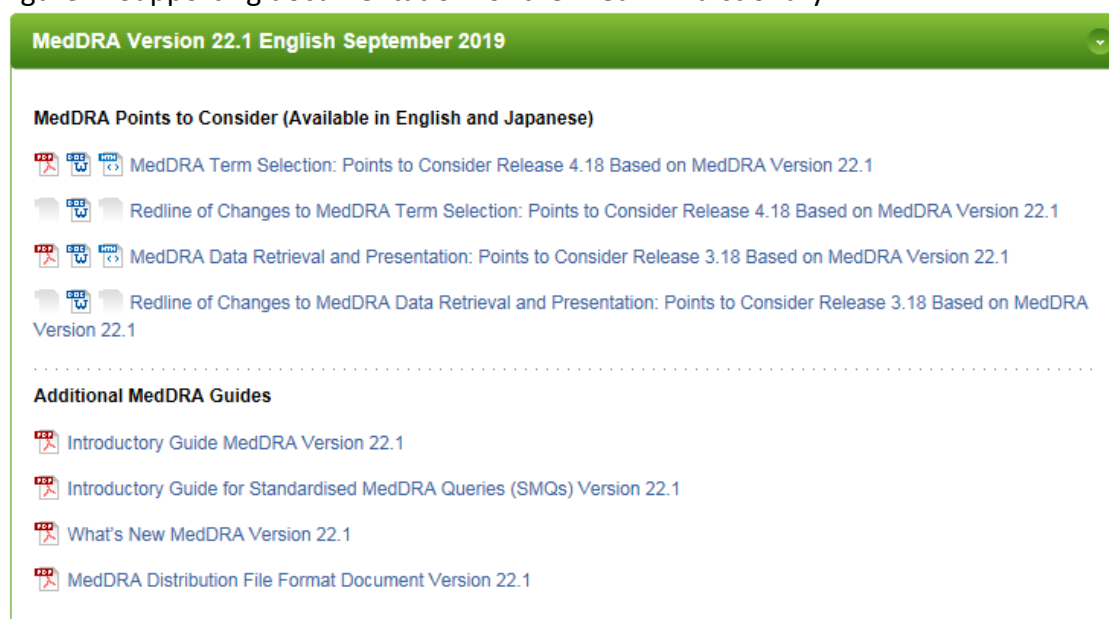 MedDRA Version 22.1 English September 2019
MedDRA Points to Consider (Available in English and Japanese)
MedDRA Term Selection: Points to Consider Release 4.18 Based on MedDRA Version 22.1
Redline of Changes to MedDRA Term Selection: Points to Consider Release 4.18 Based on MedDRA Version 22.1
MedDRA Data Retrieval and Presentation: Points to Consider Release 3.18 Based on MedDRA Version 22.1
Redline of Changes to MedDRA Data Retrieval and Presentation: Points to Consider Release 3.18 Based on MedDRA
Version 22.1
Additional MedDRA Guides
Introductory Guide MedDRA Version 22.1
Introductory Guide for Standardised MedDRA Queries (SMQs) Version 22.1
What's New MedDRA Version 22.1
MedDRA Distribution File Format Document Version 22.1